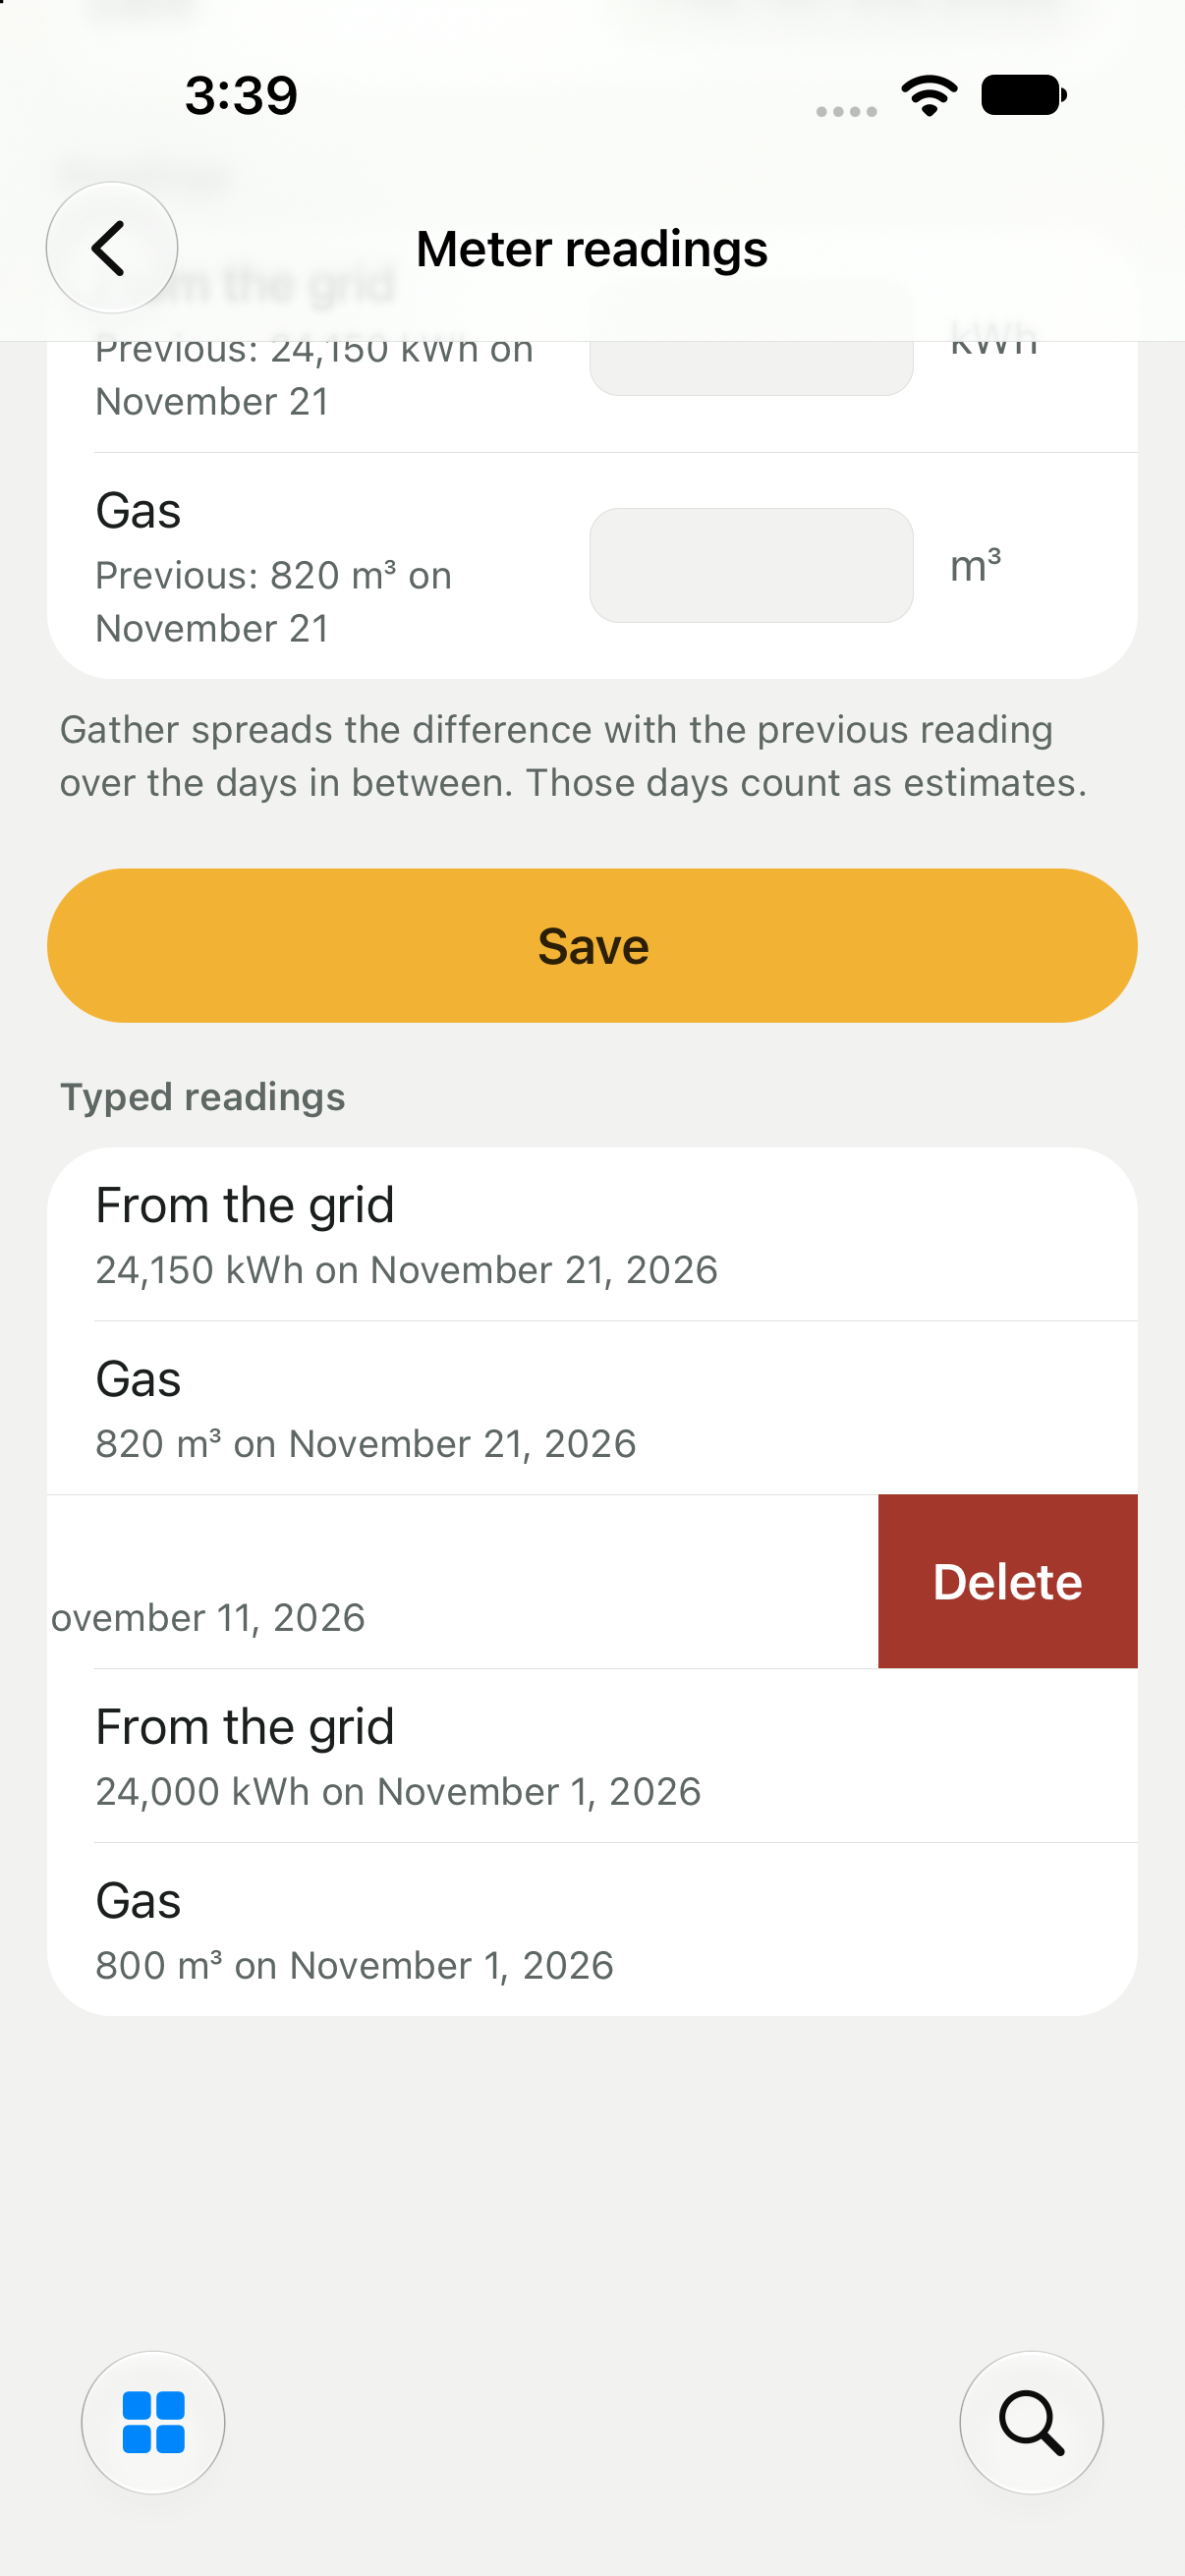 3:39
Meter readings
the grid
Previous: 24,150 kWh on
November 21
kWh
Gas
Previous: 820 m³ on
November 21
m³
Gather spreads the difference with the previous reading
over the days in between. Those days count as estimates.
Save
Typed readings
From the grid
24,150 kWh on November 21, 2026
Gas
820 m³ on November 21, 2026
ovember 11, 2026
Delete
From the grid
24,000 kWh on November 1, 2026
Gas
800 m³ on November 1, 2026